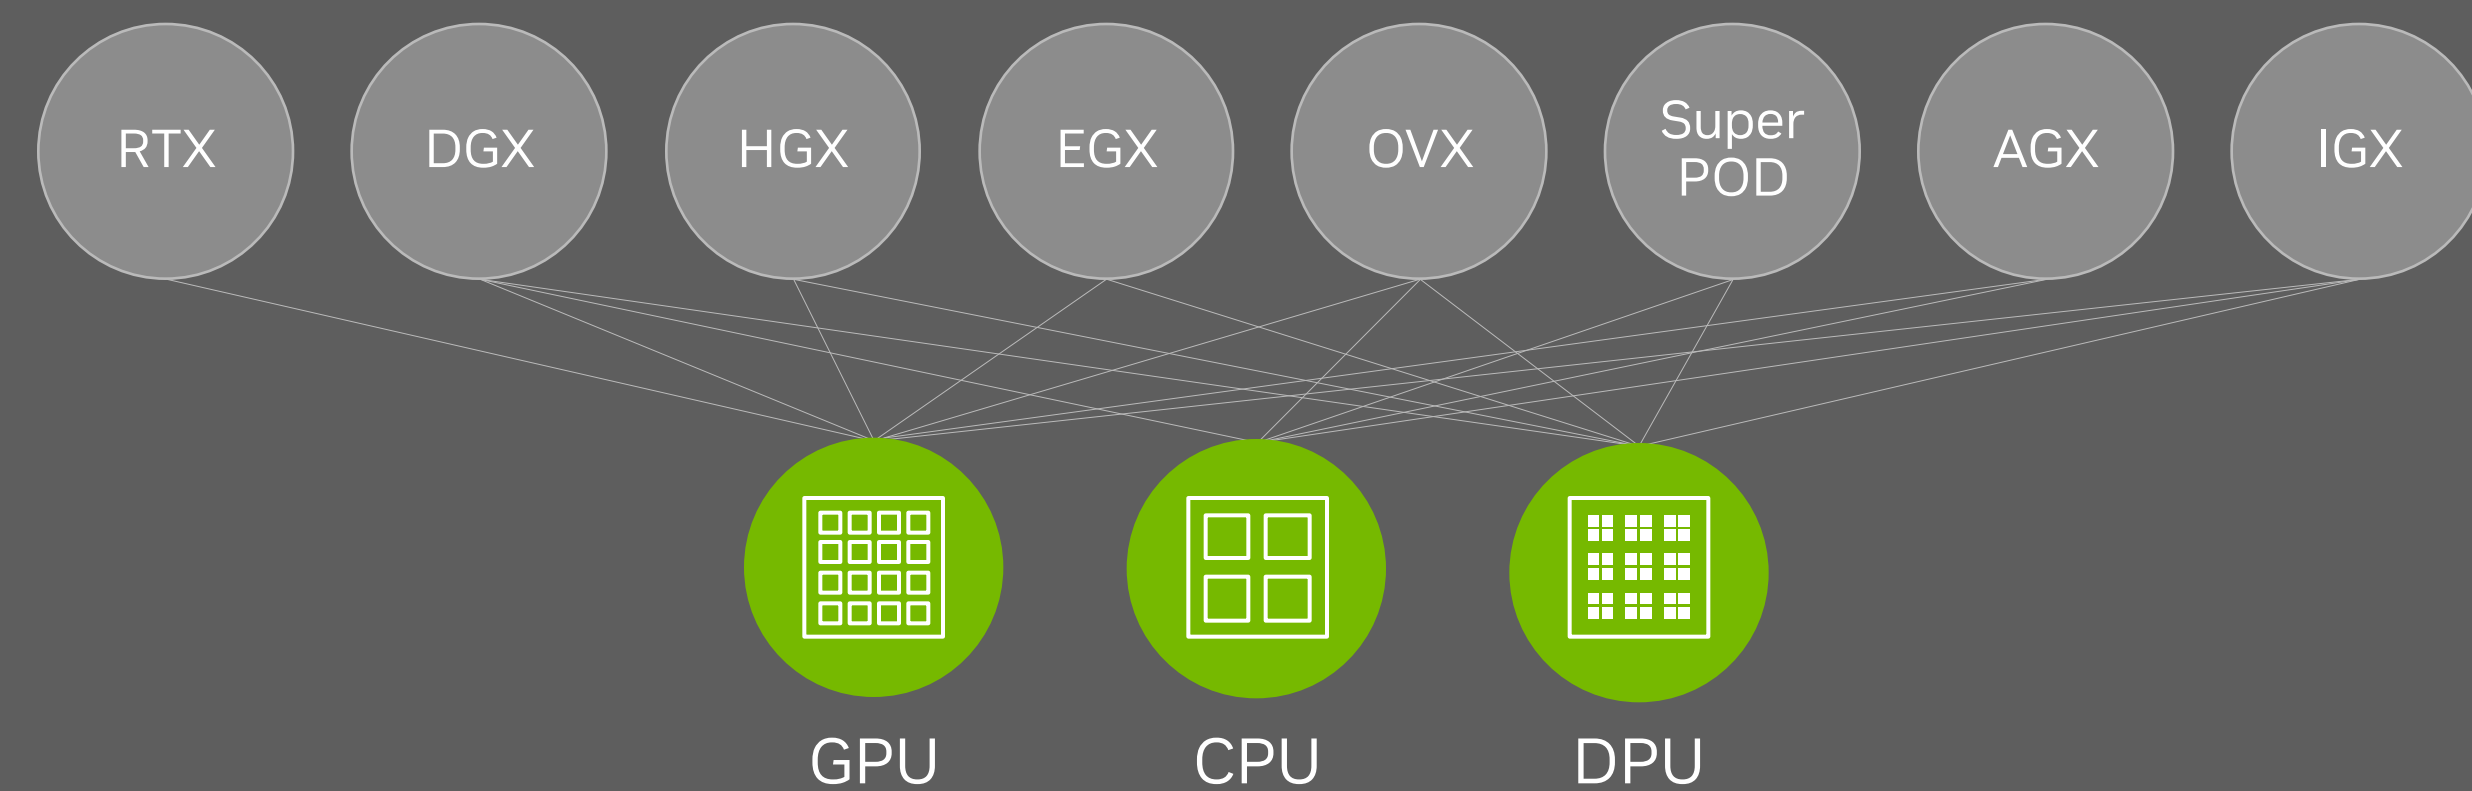 RTX
DGX
HGX
EGX
OVX
Super
POD
AGX
IGX
GPU
CPU
DPU